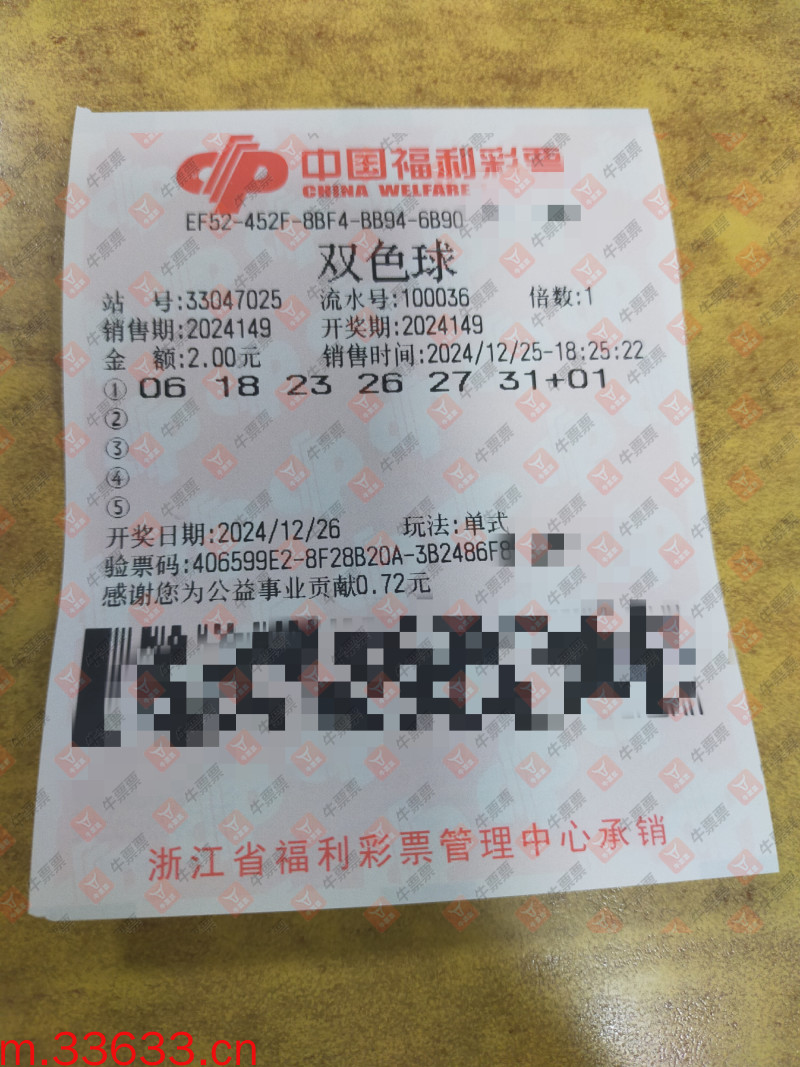 中国福利彩票
CHINA WELFARE
EF52-452F-8BF4-BB94-6B90
双色球
站 号:33047025 流水号:100036 倍数:1
销售期:2024149 开奖期:2024149
金 额:2.00元 销售时间:2024/12/25-18:25:22
① 06 18 23 26 27 31+01
②
③
④
⑤
开奖日期:2024/12/26 玩法:单式
验票码:406599E2-8F28B20A-3B2486F8
感谢您为公益事业贡献0.72元
浙江省福利彩票管理中心承销
m.33633.cn
牛票票